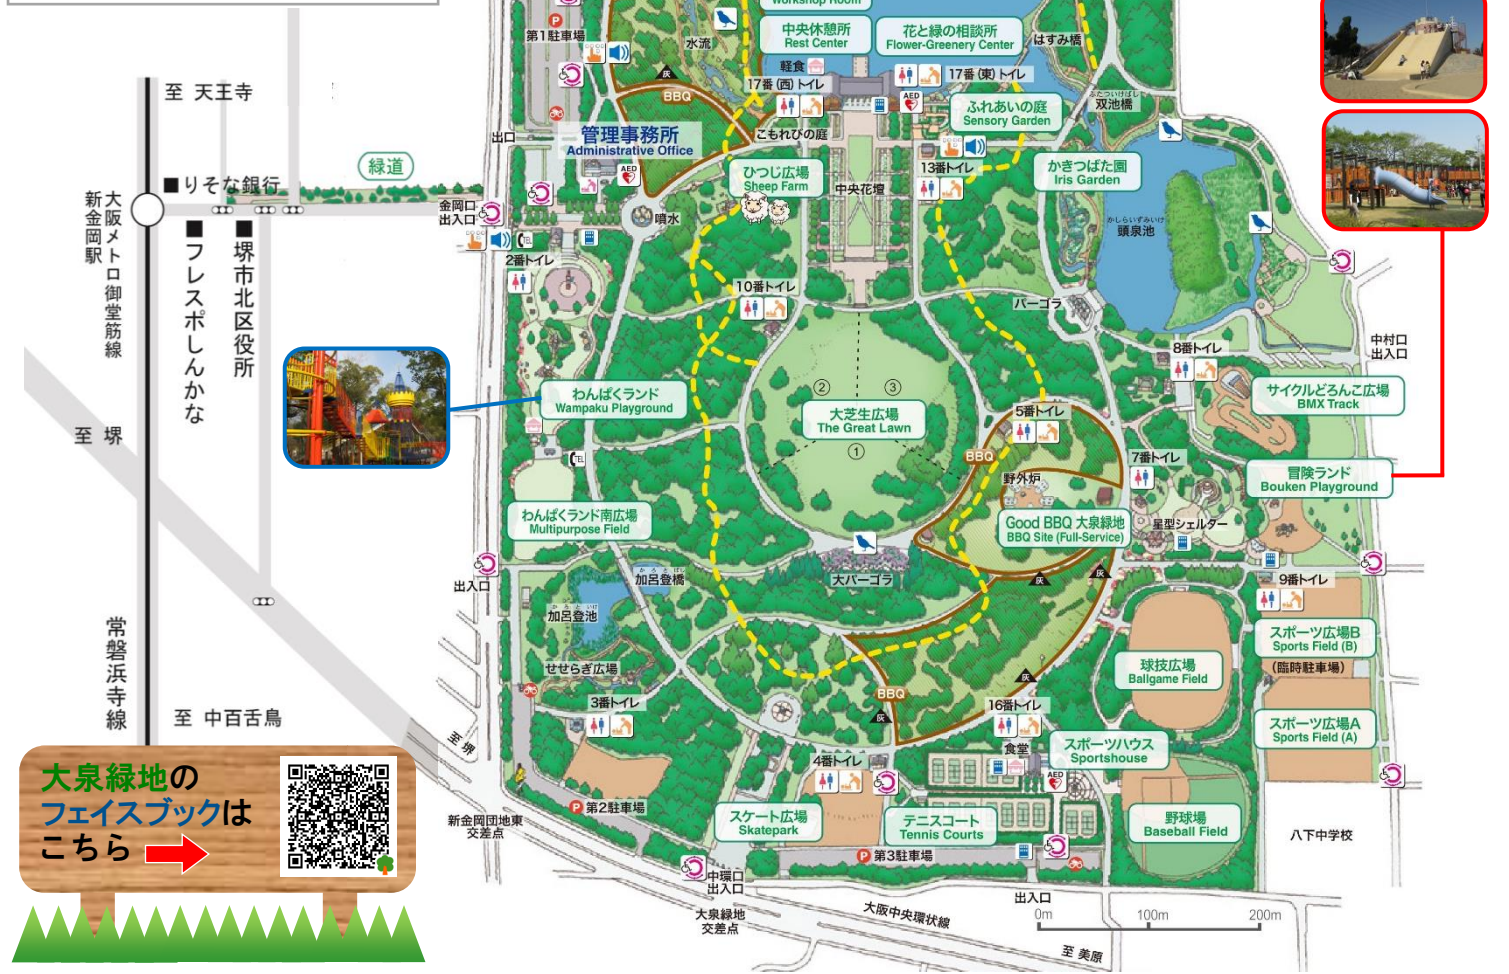 Workshop Room
中央休憩所
Rest Center
花と緑の相談所
Flower-Greenery Center
はすみ橋
水流
P
第1駐車場
軽食
17番(西)トイレ
17番(東)トイレ
AED
ふたついけばし
双池橋
灰
BBQ
ふれあいの庭
Sensory Garden
こもれびの庭
出口
管理事務所
Administrative Office
AED
至 天王寺
緑道
■りそな銀行
大阪メトロ御堂筋線
新金岡駅
■フレスポしんかな
■堺市北区役所
金岡口
出入口
ひつじ広場
Sheep Farm
中央花壇
13番トイレ
かきつばた園
Iris Garden
かしらいずみいけ
頭泉池
噴水
TEL
2番トイレ
10番トイレ
パーゴラ
中村口
出入口
8番トイレ
わんぱくランド
Wampaku Playground
②
③
大芝生広場
The Great Lawn
①
5番トイレ
サイクルどろんこ広場
BMX Track
至 堺
TEL
BBQ
野外炉
7番トイレ
冒険ランド
Bouken Playground
わんぱくランド南広場
Multipurpose Field
Good BBQ 大泉緑地
BBQ Site (Full-Service)
星型シェルター
大パーゴラ
出入口
かろとばし
加呂登橋
かろといけ
加呂登池
灰
灰
9番トイレ
スポーツ広場B
Sports Field (B)
(臨時駐車場)
常磐浜寺線
せせらぎ広場
球技広場
Ballgame Field
灰
BBQ
灰
3番トイレ
16番トイレ
スポーツ広場A
Sports Field (A)
至 中百舌鳥
至 堺
食堂
スポーツハウス
Sportshouse
AED
4番トイレ
大泉緑地の
フェイスブックは
こちら
新金岡団地東
交差点
P
第2駐車場
スケート広場
Skatepark
テニスコート
Tennis Courts
野球場
Baseball Field
八下中学校
P
第3駐車場
中環口
出入口
出入口
大泉緑地
交差点
大阪中央環状線
至 美原
0m
100m
200m